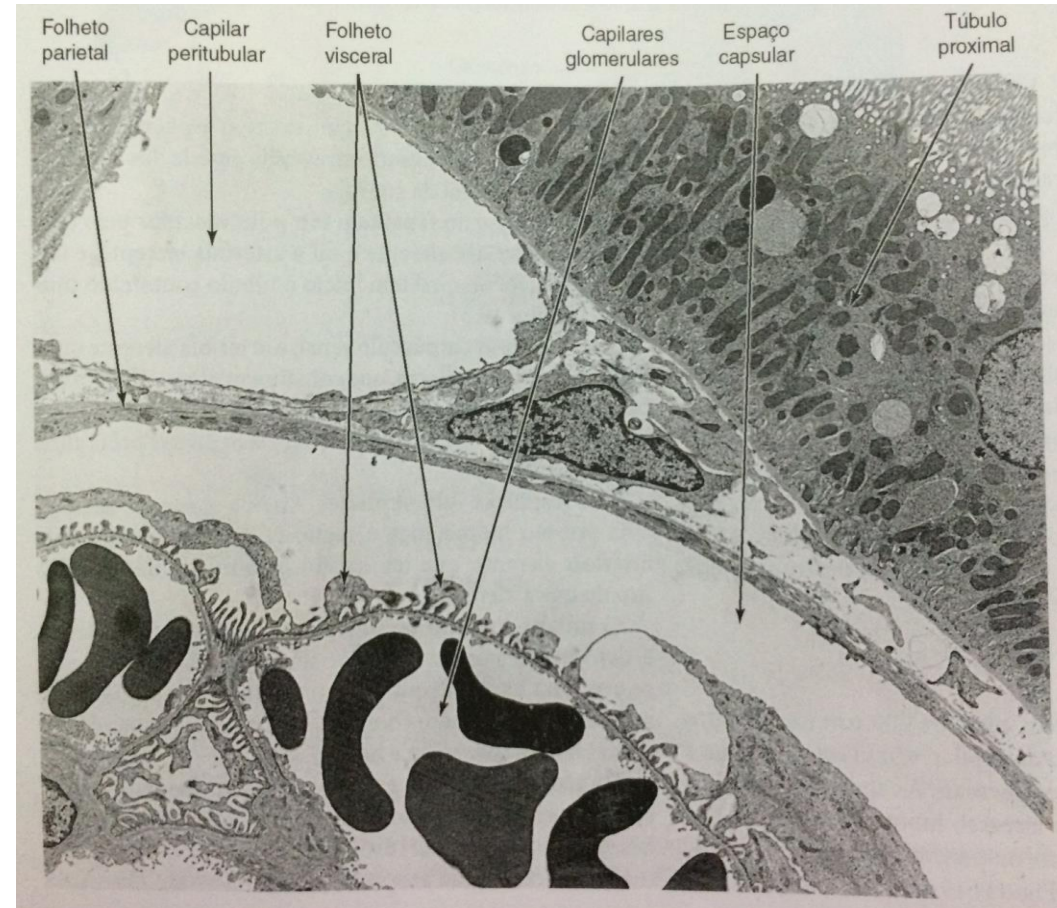 Folheto
parietal
Capilar
peritubular
Folheto
visceral
Capilares
glomerulares
Espaço
capsular
Túbulo
proximal